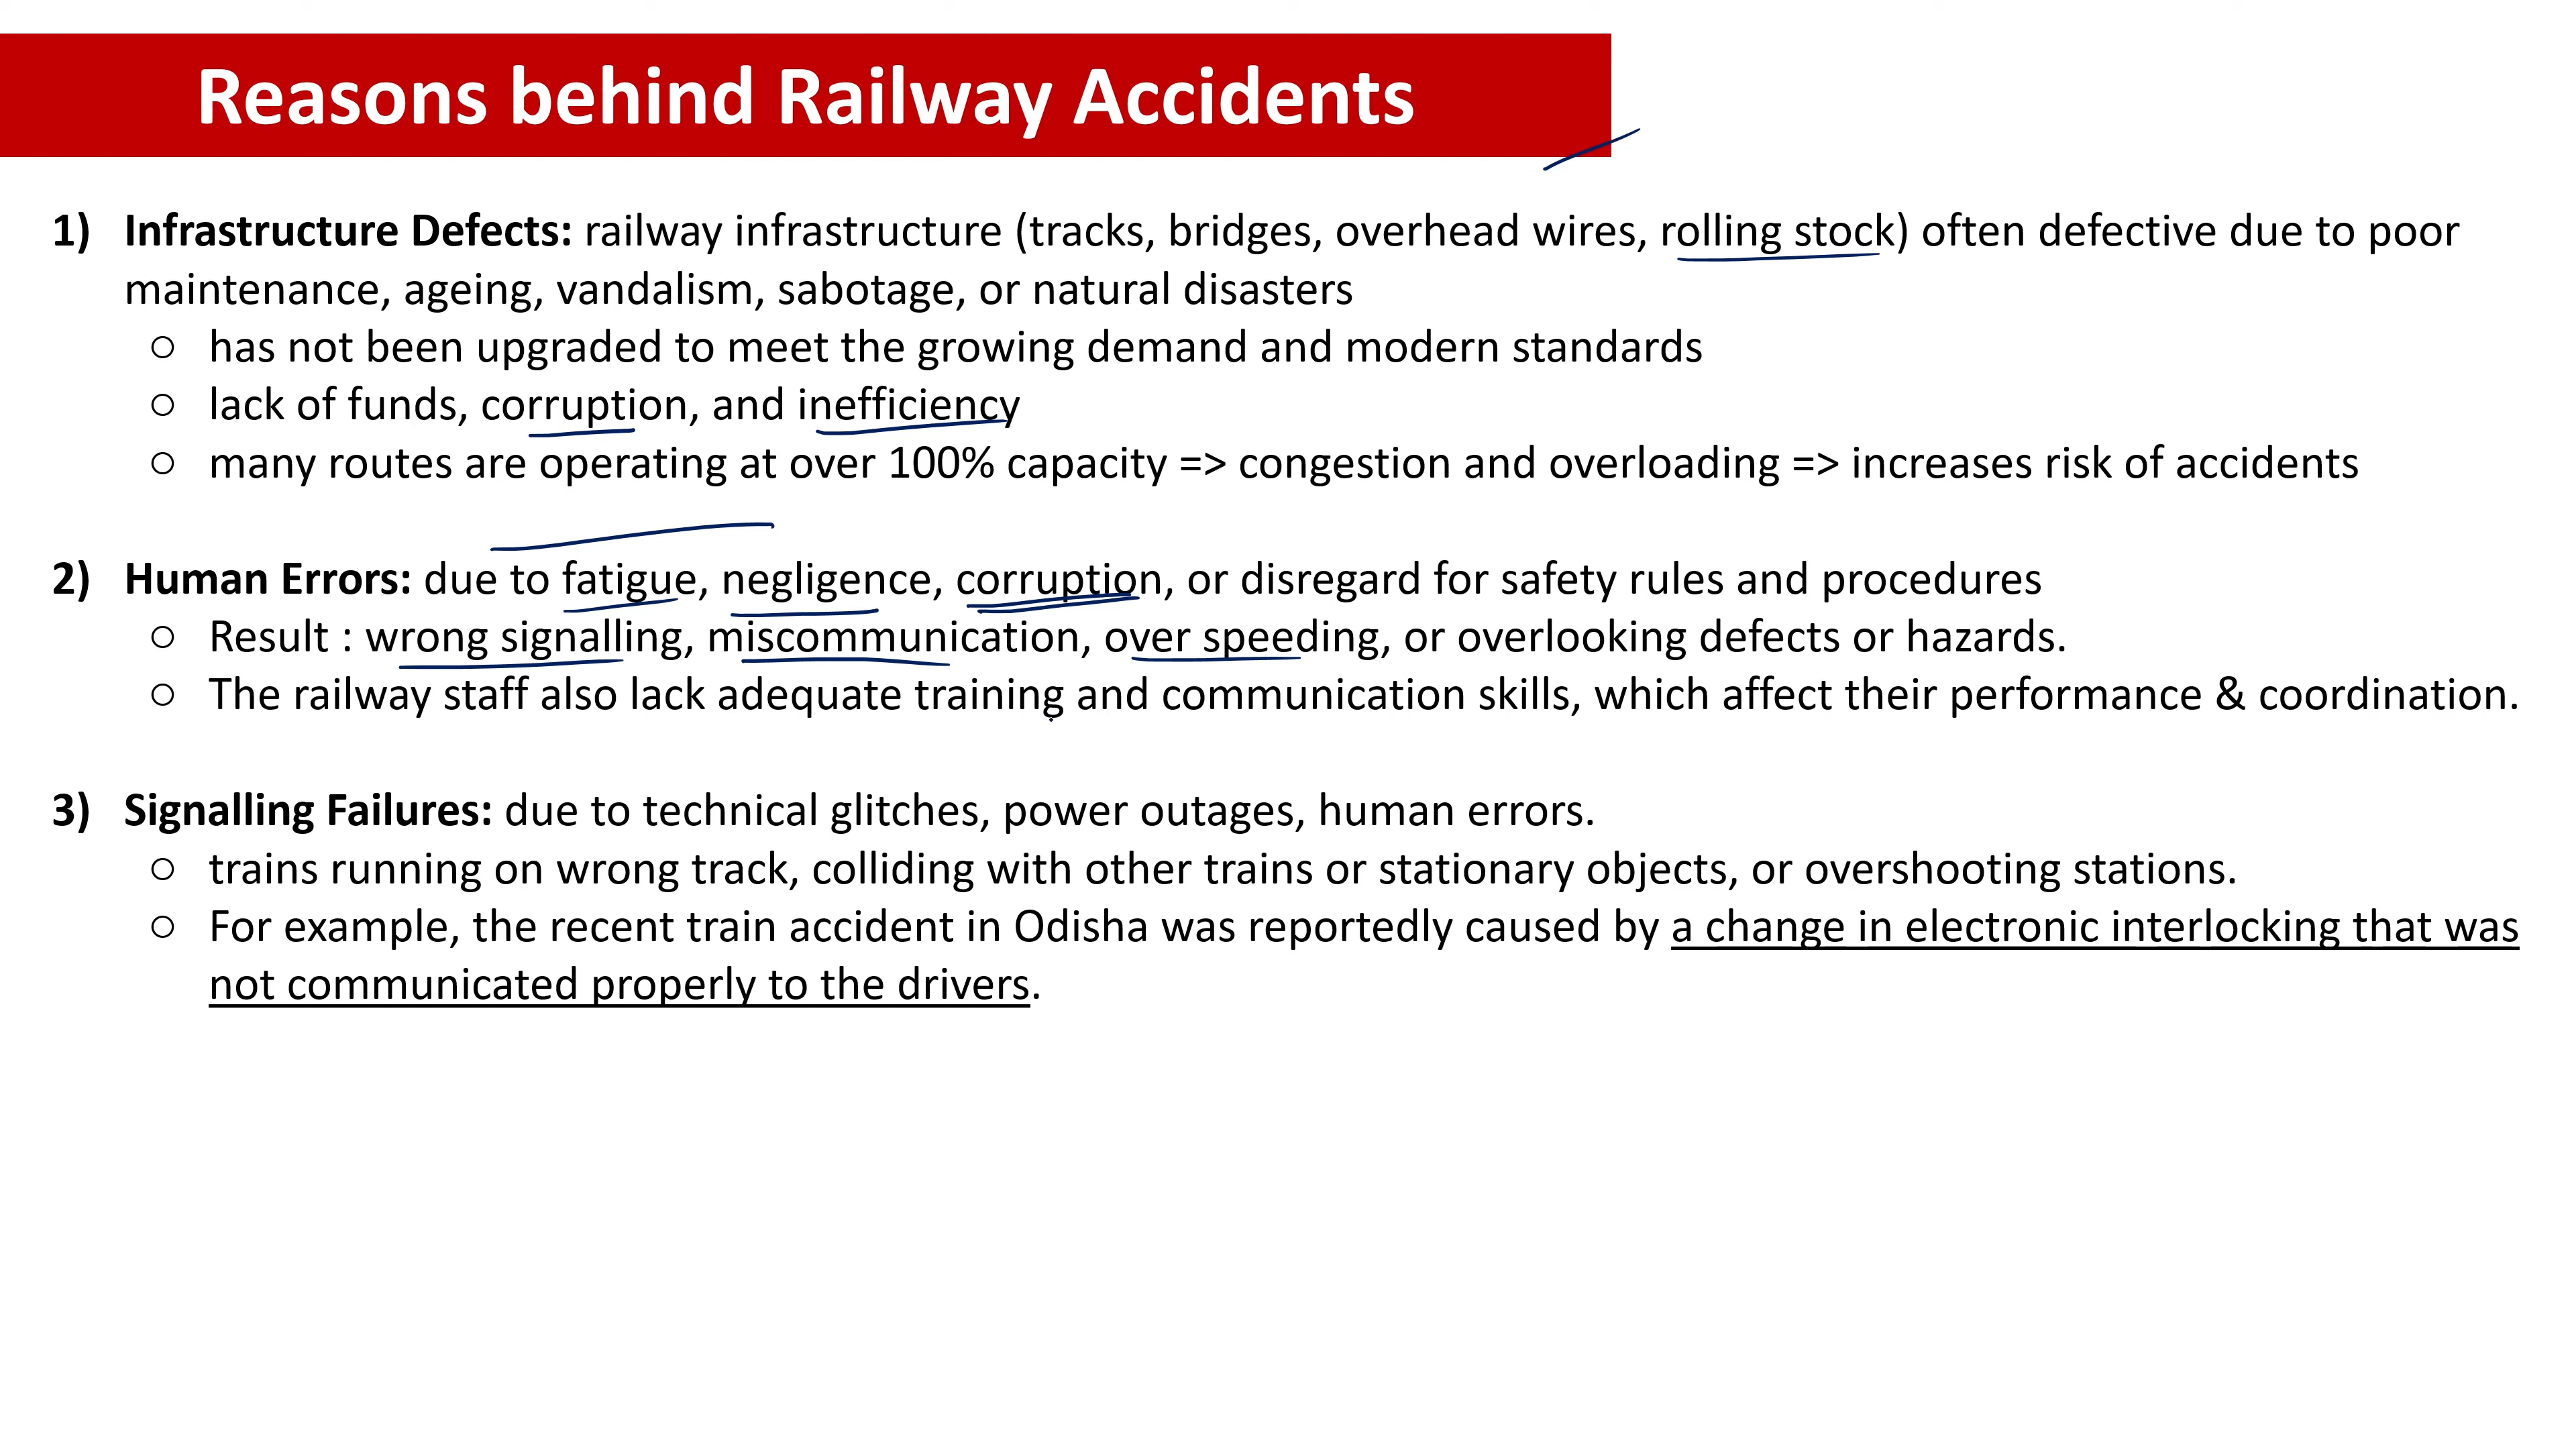 Reasons behind Railway Accidents
1) Infrastructure Defects: railway infrastructure (tracks, bridges, overhead wires, rolling stock) often defective due to poor
maintenance, ageing, vandalism, sabotage, or natural disasters
○ has not been upgraded to meet the growing demand and modern standards
○ lack of funds, corruption, and inefficiency
○ many routes are operating at over 100% capacity => congestion and overloading => increases risk of accidents
2) Human Errors: due to fatigue, negligence, corruption, or disregard for safety rules and procedures
○ Result : wrong signalling, miscommunication, over speeding, or overlooking defects or hazards.
○ The railway staff also lack adequate training and communication skills, which affect their performance & coordination.
3) Signalling Failures: due to technical glitches, power outages, human errors.
○ trains running on wrong track, colliding with other trains or stationary objects, or overshooting stations.
○ For example, the recent train accident in Odisha was reportedly caused by a change in electronic interlocking that was
not communicated properly to the drivers.